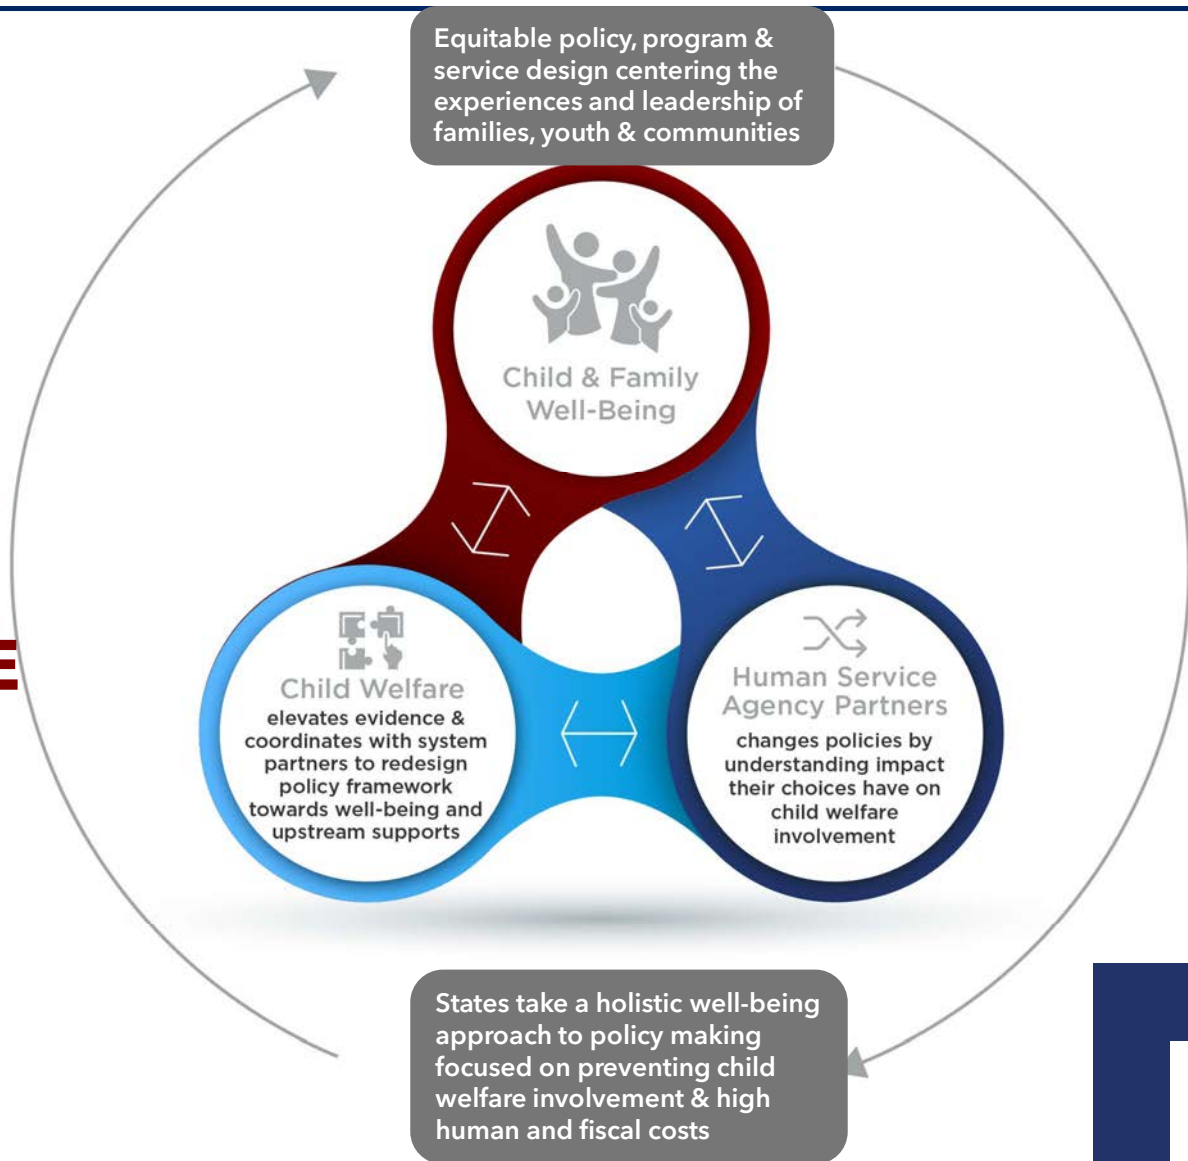 Equitable policy, program &
service design centering the
experiences and leadership of
families, youth & communities
Child & Family
Well-Being
E
Child Welfare
elevates evidence &
coordinates with system
partners to redesign
policy framework
towards well-being and
upstream supports
Human Service
Agency Partners
changes policies by
understanding impact
their choices have on
child welfare
involvement
States take a holistic well-being
approach to policy making
focused on preventing child
welfare involvement & high
human and fiscal costs